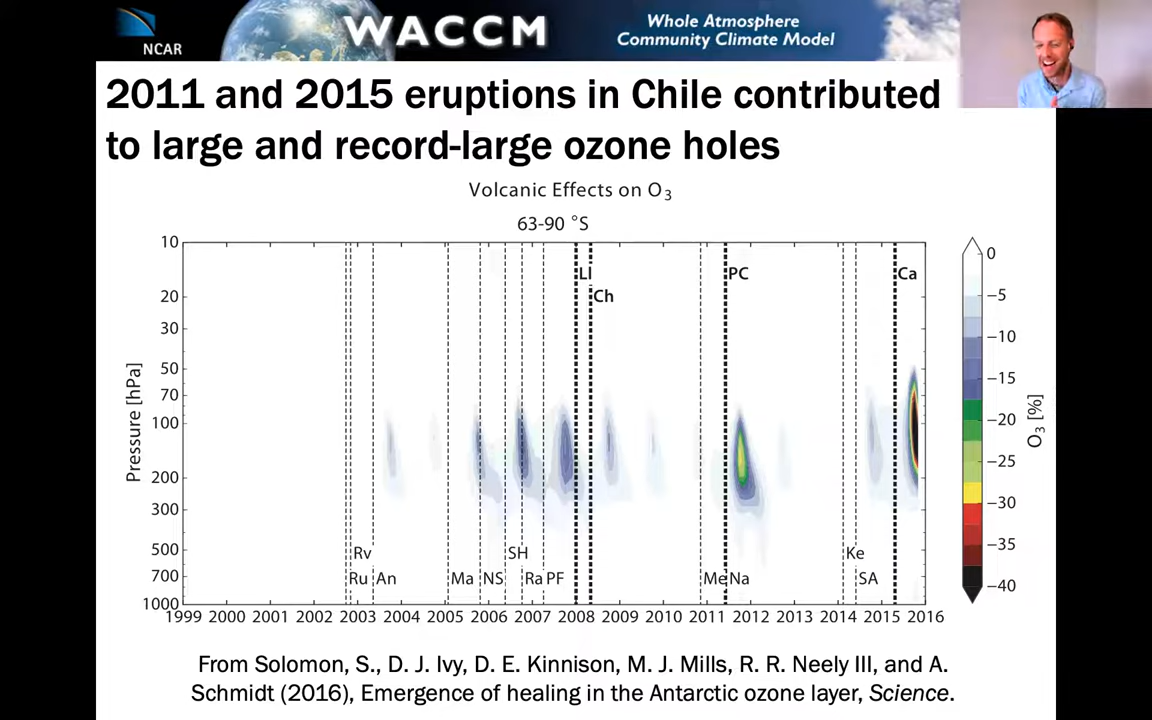 NCAR
WACCM
Whole Atmosphere
Community Climate Model
2011 and 2015 eruptions in Chile contributed
to large and record-large ozone holes
Volcanic Effects on O3
63-90 °S
10
20
30
50
70
100
200
300
500
700
1000
Pressure [hPa]
Ll
Ch
PC
Ca
Rv
SH
Ke
Ru
An
Ma
NS
Ra
PF
Me
Na
SA
1999 2000 2001 2002 2003 2004 2005 2006 2007 2008 2009 2010 2011 2012 2013 2014 2015 2016
0
−5
−10
−15
−20
−25
−30
−35
−40
O3 [%]
From Solomon, S., D. J. Ivy, D. E. Kinnison, M. J. Mills, R. R. Neely III, and A.
Schmidt (2016), Emergence of healing in the Antarctic ozone layer, Science.